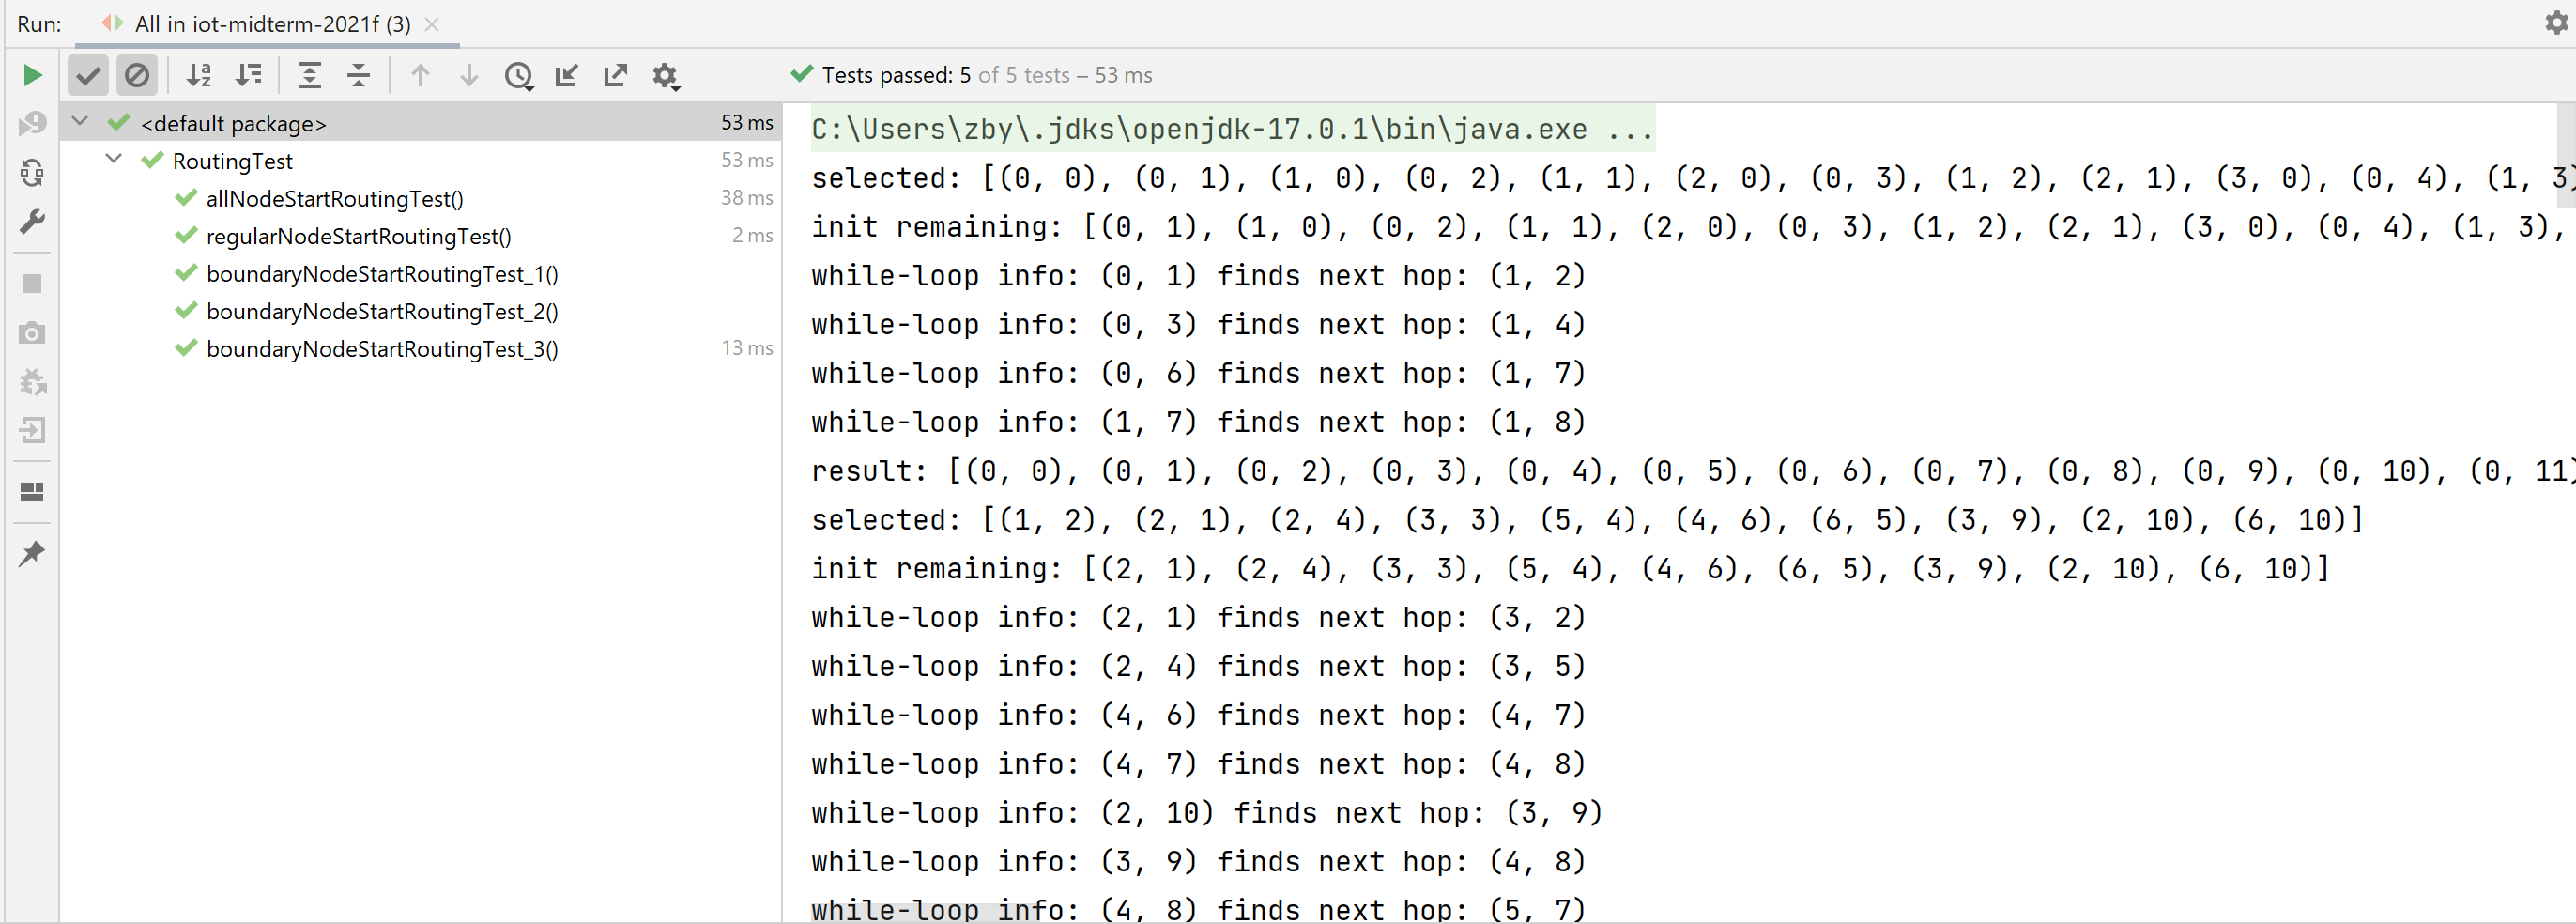 Run: All in iot-midterm-2021f (3)
Tests passed: 5 of 5 tests – 53 ms
<default package> 53 ms
RoutingTest 53 ms
allNodeStartRoutingTest() 38 ms
regularNodeStartRoutingTest() 2 ms
boundaryNodeStartRoutingTest_1()
boundaryNodeStartRoutingTest_2()
boundaryNodeStartRoutingTest_3() 13 ms
C:\Users\zby\.jdks\openjdk-17.0.1\bin\java.exe ...
selected: [(0, 0), (0, 1), (1, 0), (0, 2), (1, 1), (2, 0), (0, 3), (1, 2), (2, 1), (3, 0), (0, 4), (1, 3)
init remaining: [(0, 1), (1, 0), (0, 2), (1, 1), (2, 0), (0, 3), (1, 2), (2, 1), (3, 0), (0, 4), (1, 3),
while-loop info: (0, 1) finds next hop: (1, 2)
while-loop info: (0, 3) finds next hop: (1, 4)
while-loop info: (0, 6) finds next hop: (1, 7)
while-loop info: (1, 7) finds next hop: (1, 8)
result: [(0, 0), (0, 1), (0, 2), (0, 3), (0, 4), (0, 5), (0, 6), (0, 7), (0, 8), (0, 9), (0, 10), (0, 11)
selected: [(1, 2), (2, 1), (2, 4), (3, 3), (5, 4), (4, 6), (6, 5), (3, 9), (2, 10), (6, 10)]
init remaining: [(2, 1), (2, 4), (3, 3), (5, 4), (4, 6), (6, 5), (3, 9), (2, 10), (6, 10)]
while-loop info: (2, 1) finds next hop: (3, 2)
while-loop info: (2, 4) finds next hop: (3, 5)
while-loop info: (4, 6) finds next hop: (4, 7)
while-loop info: (4, 7) finds next hop: (4, 8)
while-loop info: (2, 10) finds next hop: (3, 9)
while-loop info: (3, 9) finds next hop: (4, 8)
while-loop info: (4, 8) finds next hop: (5, 7)